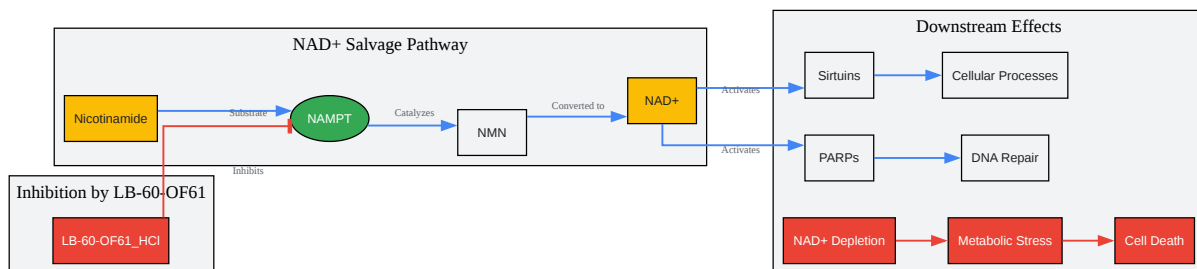 NAD+ Salvage Pathway
Nicotinamide
Substrate
NAMPT
Catalyzes
NMN
Converted to
NAD+
Activates
Activates
Inhibits
Inhibition by LB-60-OF61
LB-60-OF61_HCl
Downstream Effects
Sirtuins
Cellular Processes
PARPs
DNA Repair
NAD+ Depletion
Metabolic Stress
Cell Death